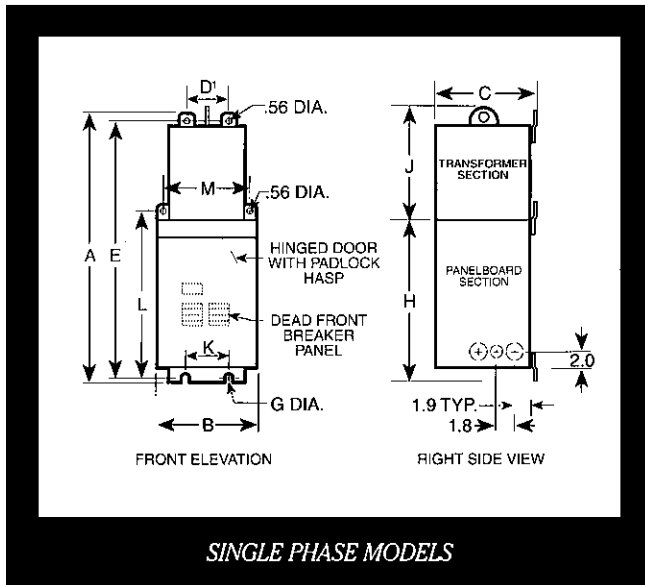 D¹
.56 DIA.
M
.56 DIA.
A
E
L
HINGED DOOR
WITH PADLOCK
HASP
DEAD FRONT
BREAKER
PANEL
K
B
G DIA.
FRONT ELEVATION
C
J
TRANSFORMER
SECTION
H
PANELBOARD
SECTION
2.0
1.9 TYP.
1.8
RIGHT SIDE VIEW
SINGLE PHASE MODELS